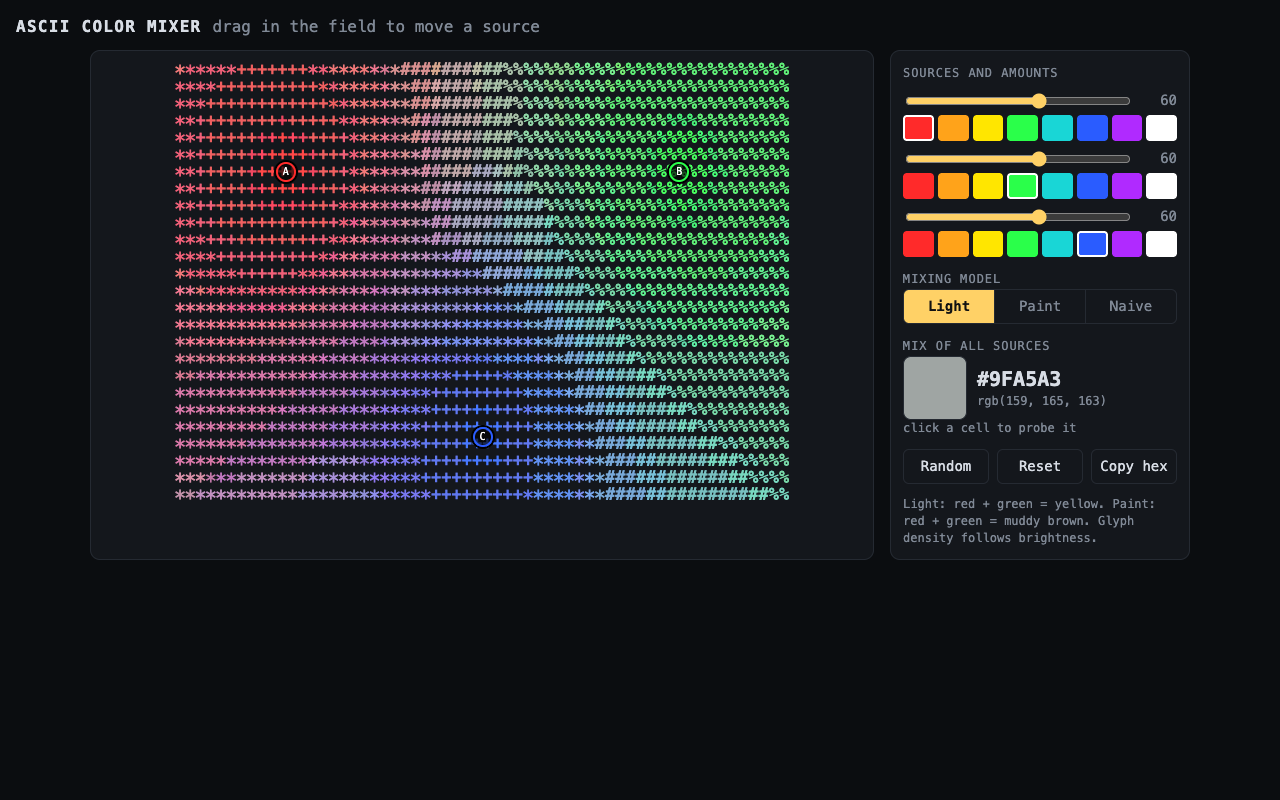 ASCII COLOR MIXER drag in the field to move a source
SOURCES AND AMOUNTS
60
60
60
A
B
C
MIXING MODEL
Light Paint Naive
MIX OF ALL SOURCES
#9FA5A3
rgb(159, 165, 163)
click a cell to probe it
Random Reset Copy hex
Light: red + green = yellow. Paint:
red + green = muddy brown. Glyph
density follows brightness.